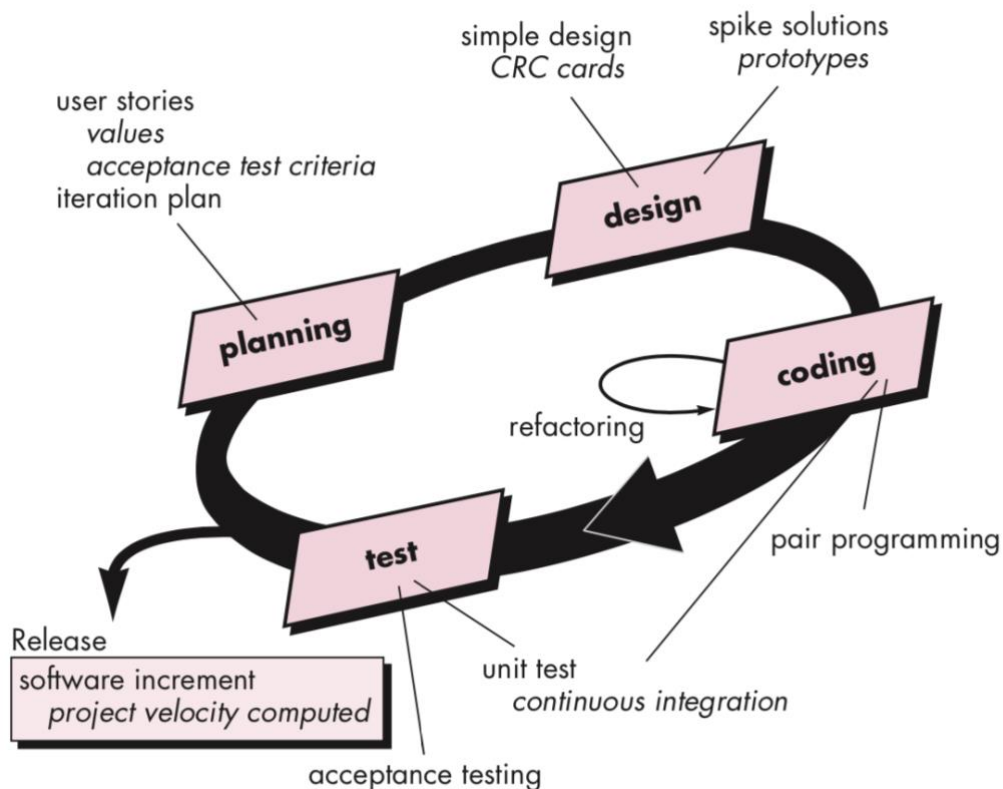 simple design
CRC cards
spike solutions
prototypes
user stories
values
acceptance test criteria
iteration plan
design
planning
coding
refactoring
test
pair programming
Release
software increment
project velocity computed
unit test
continuous integration
acceptance testing